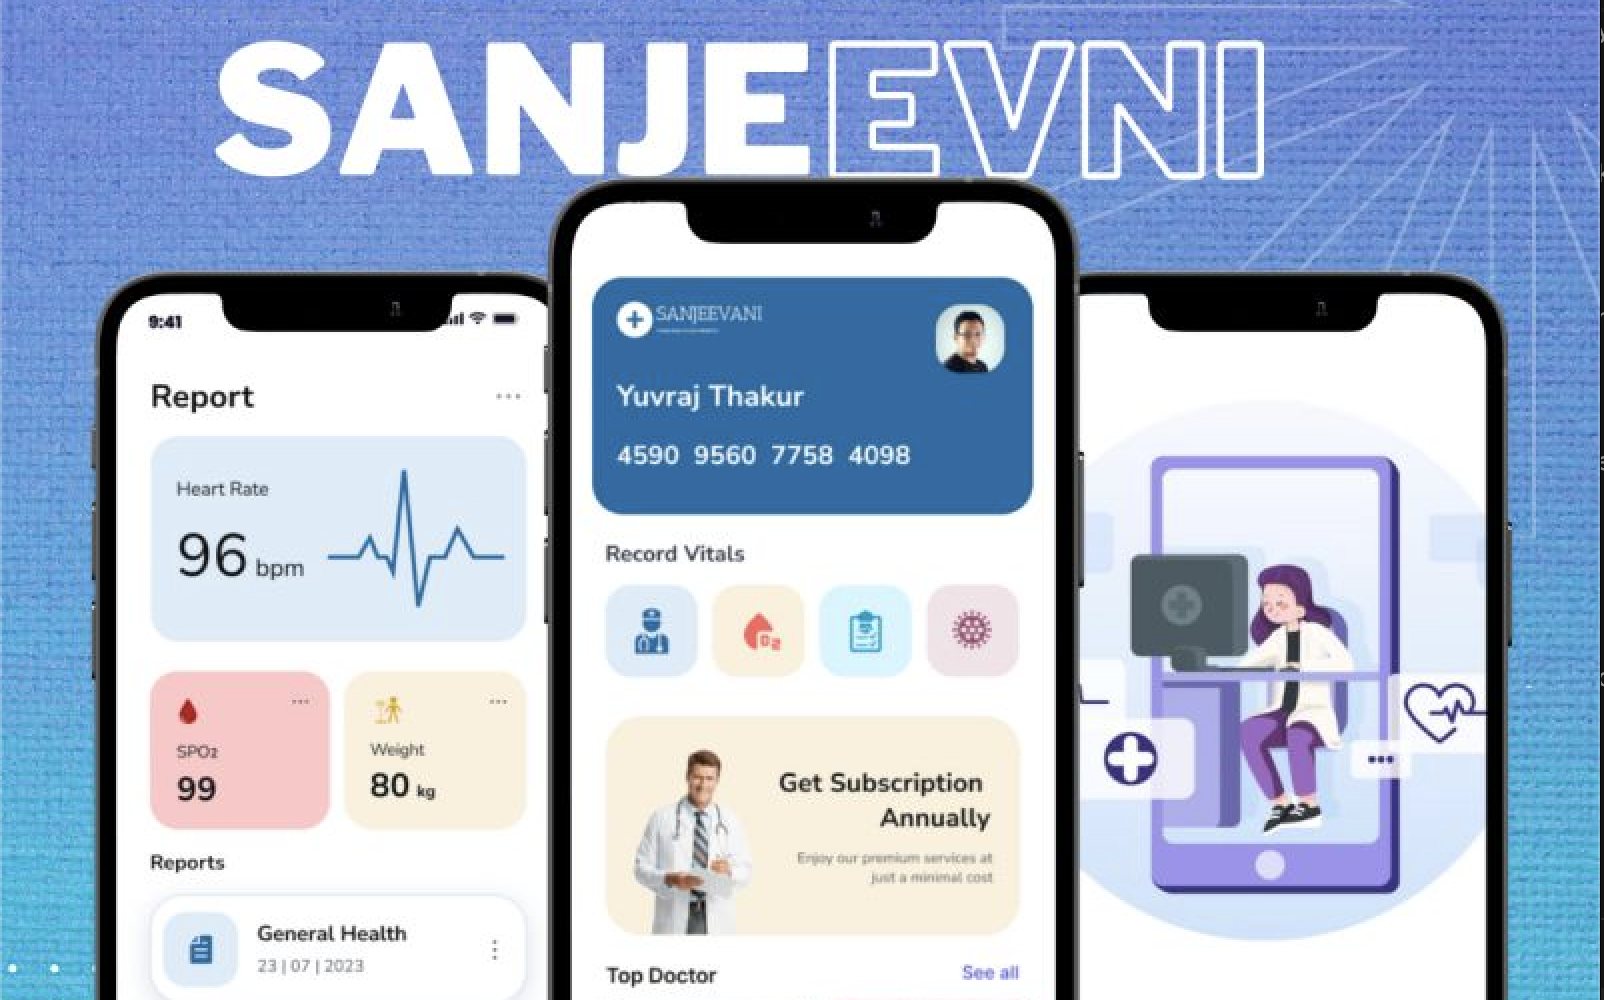 SANJEEVNI
9:41
Report
Heart Rate
96 bpm
SPO2
99
Weight
80 kg
Reports
General Health
23 | 07 | 2023
SANJEEVANI
Yuvraj Thakur
4590 9560 7758 4098
Record Vitals
O2
Get Subscription
Annually
Enjoy our premium services at
just a minimal cost
Top Doctor
See all